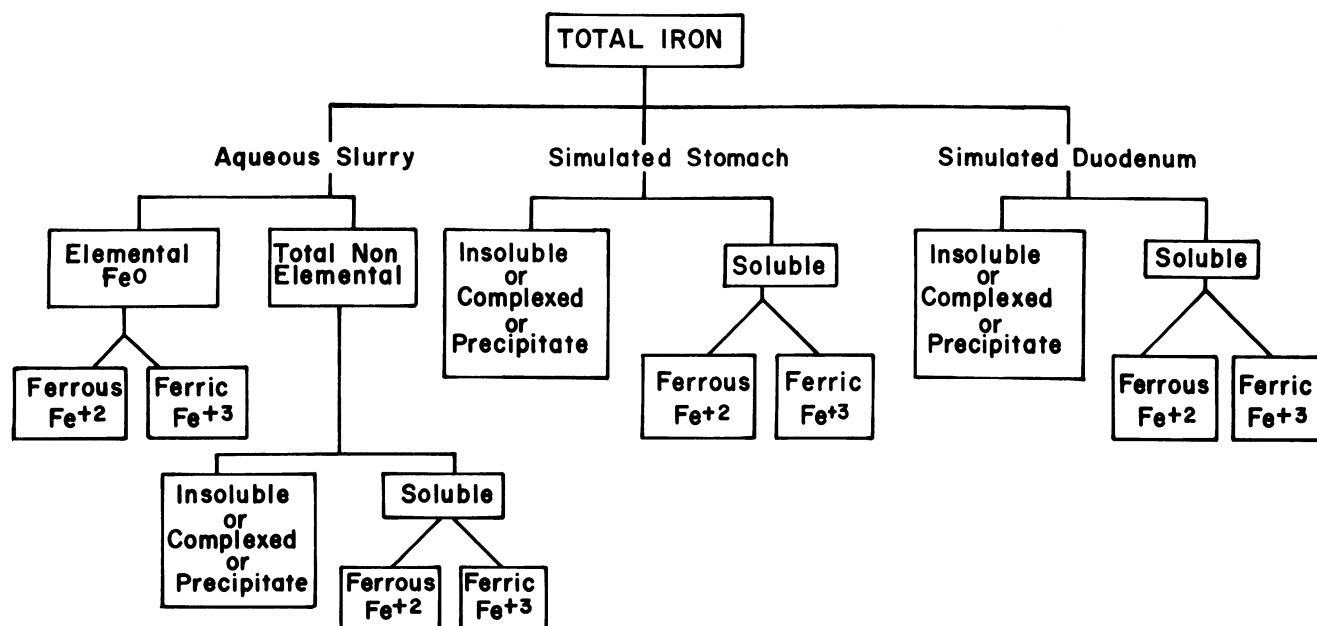 TOTAL IRON
Aqueous Slurry
Simulated Stomach
Simulated Duodenum
Elemental
Fe0
Total Non
Elemental
Insoluble
or
Complexed
or
Precipitate
Soluble
Insoluble
or
Complexed
or
Precipitate
Soluble
Ferrous
Fe+2
Ferric
Fe+3
Ferrous
Fe+2
Ferric
Fe+3
Ferrous
Fe+2
Ferric
Fe+3
Insoluble
or
Complexed
or
Precipitate
Soluble
Ferrous
Fe+2
Ferric
Fe+3